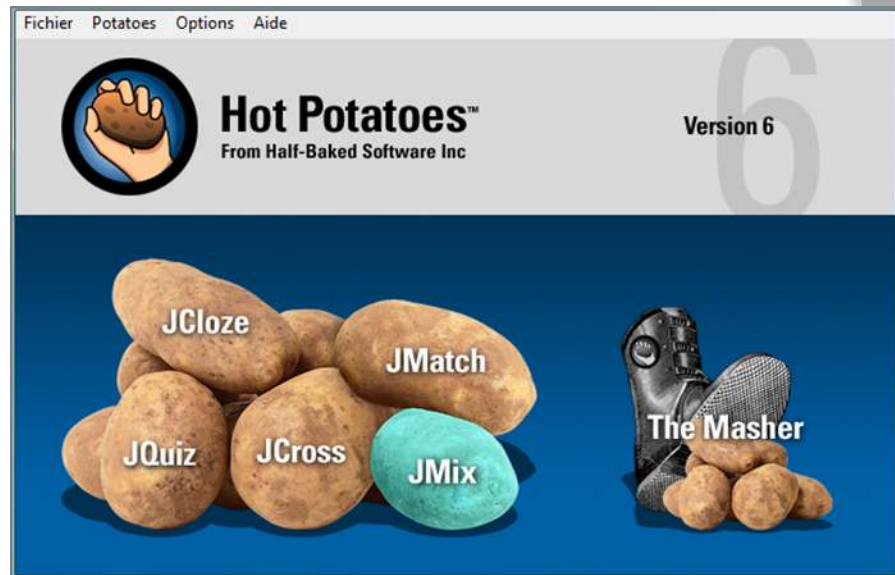 Fichier Potatoes Options Aide
Hot Potatoes™
From Half-Baked Software Inc
6
Version 6
JCloze
JMatch
JQuiz
JCross
JMix
The Masher